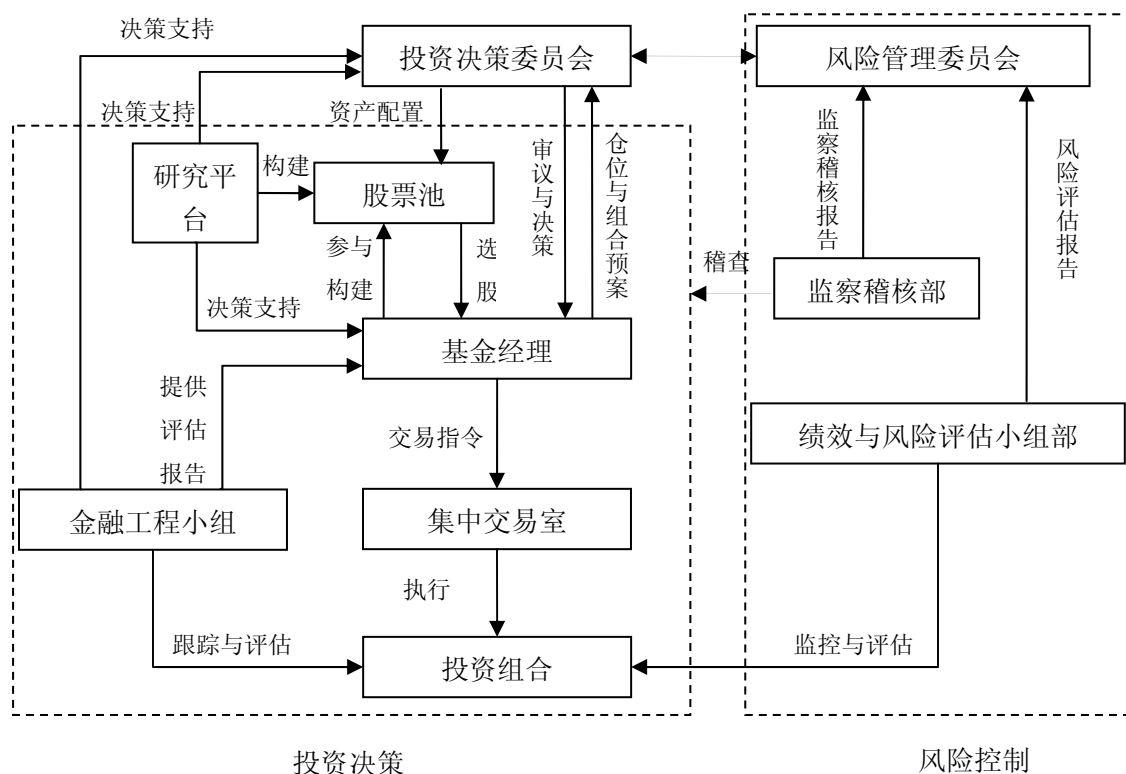 决策支持
投资决策委员会
风险管理委员会
决策支持
资产配置
审议与决策
仓位与组合预案
监察稽核报告
风险评估报告
研究平
台
构建
股票池
参与
构建
选
股
稽查
监察稽核部
决策支持
基金经理
提供
评估
报告
交易指令
绩效与风险评估小组部
金融工程小组
集中交易室
执行
跟踪与评估
投资组合
监控与评估
投资决策
风险控制